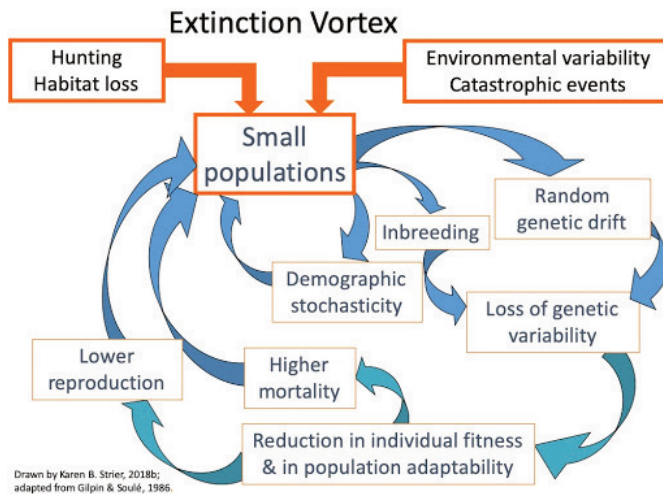 Extinction Vortex
Hunting
Habitat loss
Environmental variability
Catastrophic events
Small
populations
Random
genetic drift
Inbreeding
Demographic
stochasticity
Loss of genetic
variability
Lower
reproduction
Higher
mortality
Reduction in individual fitness
& in population adaptability
Drawn by Karen B. Strier, 2018b;
adapted from Gilpin & Soulé, 1986.